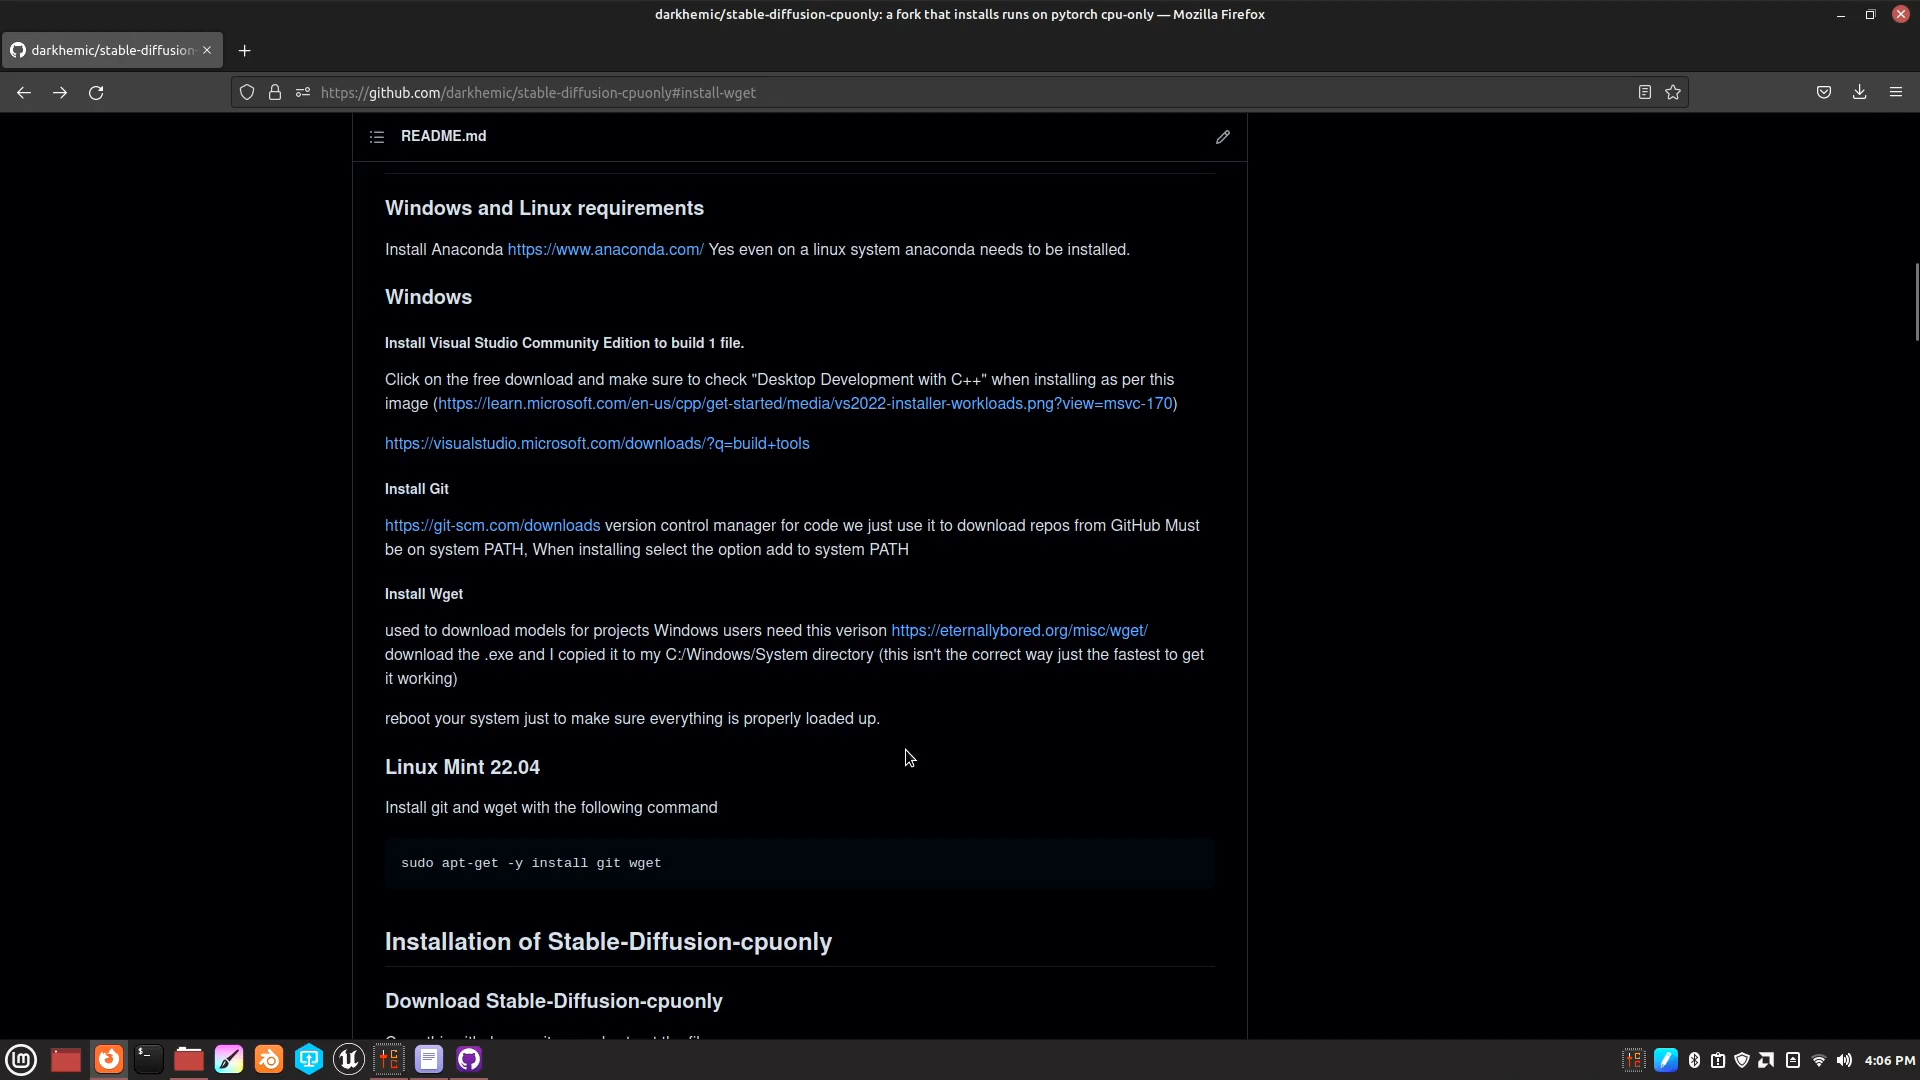 darkhemic/stable-diffusion-cpuonly: a fork that installs runs on pytorch cpu-only — Mozilla Firefox
darkhemic/stable-diffusion-
https://github.com/darkhemic/stable-diffusion-cpuonly#install-wget
README.md
Windows and Linux requirements
Install Anaconda https://www.anaconda.com/ Yes even on a linux system anaconda needs to be installed.
Windows
Install Visual Studio Community Edition to build 1 file.
Click on the free download and make sure to check "Desktop Development with C++" when installing as per this
image (https://learn.microsoft.com/en-us/cpp/get-started/media/vs2022-installer-workloads.png?view=msvc-170)
https://visualstudio.microsoft.com/downloads/?q=build+tools
Install Git
https://git-scm.com/downloads version control manager for code we just use it to download repos from GitHub Must
be on system PATH, When installing select the option add to system PATH
Install Wget
used to download models for projects Windows users need this verison https://eternallybored.org/misc/wget/
download the .exe and I copied it to my C:/Windows/System directory (this isn't the correct way just the fastest to get
it working)
reboot your system just to make sure everything is properly loaded up.
Linux Mint 22.04
Install git and wget with the following command
sudo apt-get -y install git wget
Installation of Stable-Diffusion-cpuonly
Download Stable-Diffusion-cpuonly
4:06 PM